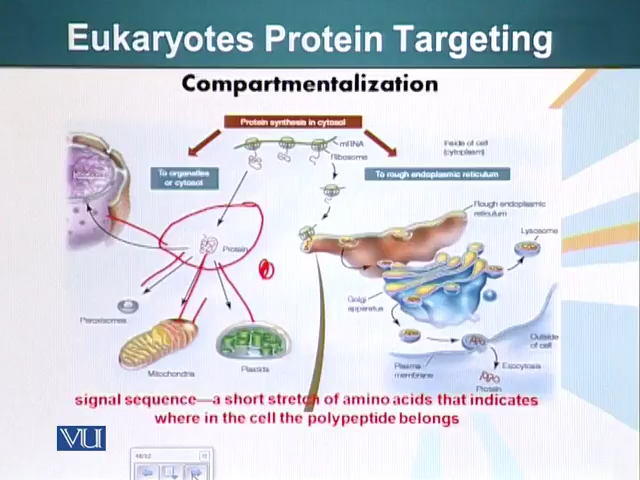 Eukaryotes Protein Targeting
Compartmentalization
Protein synthesis in cytosol
mRNA
Ribosome
Inside of cell
(cytoplasm)
To organelles
or cytosol
To rough endoplasmic reticulum
Rough endoplasmic
reticulum
Lysosome
Protein
Golgi
apparatus
Peroxisomes
Mitochondria
Plastids
Plasma
membrane
Outside
of cell
Exocytosis
Protein
signal sequence—a short stretch of amino acids that indicates
where in the cell the polypeptide belongs
VU